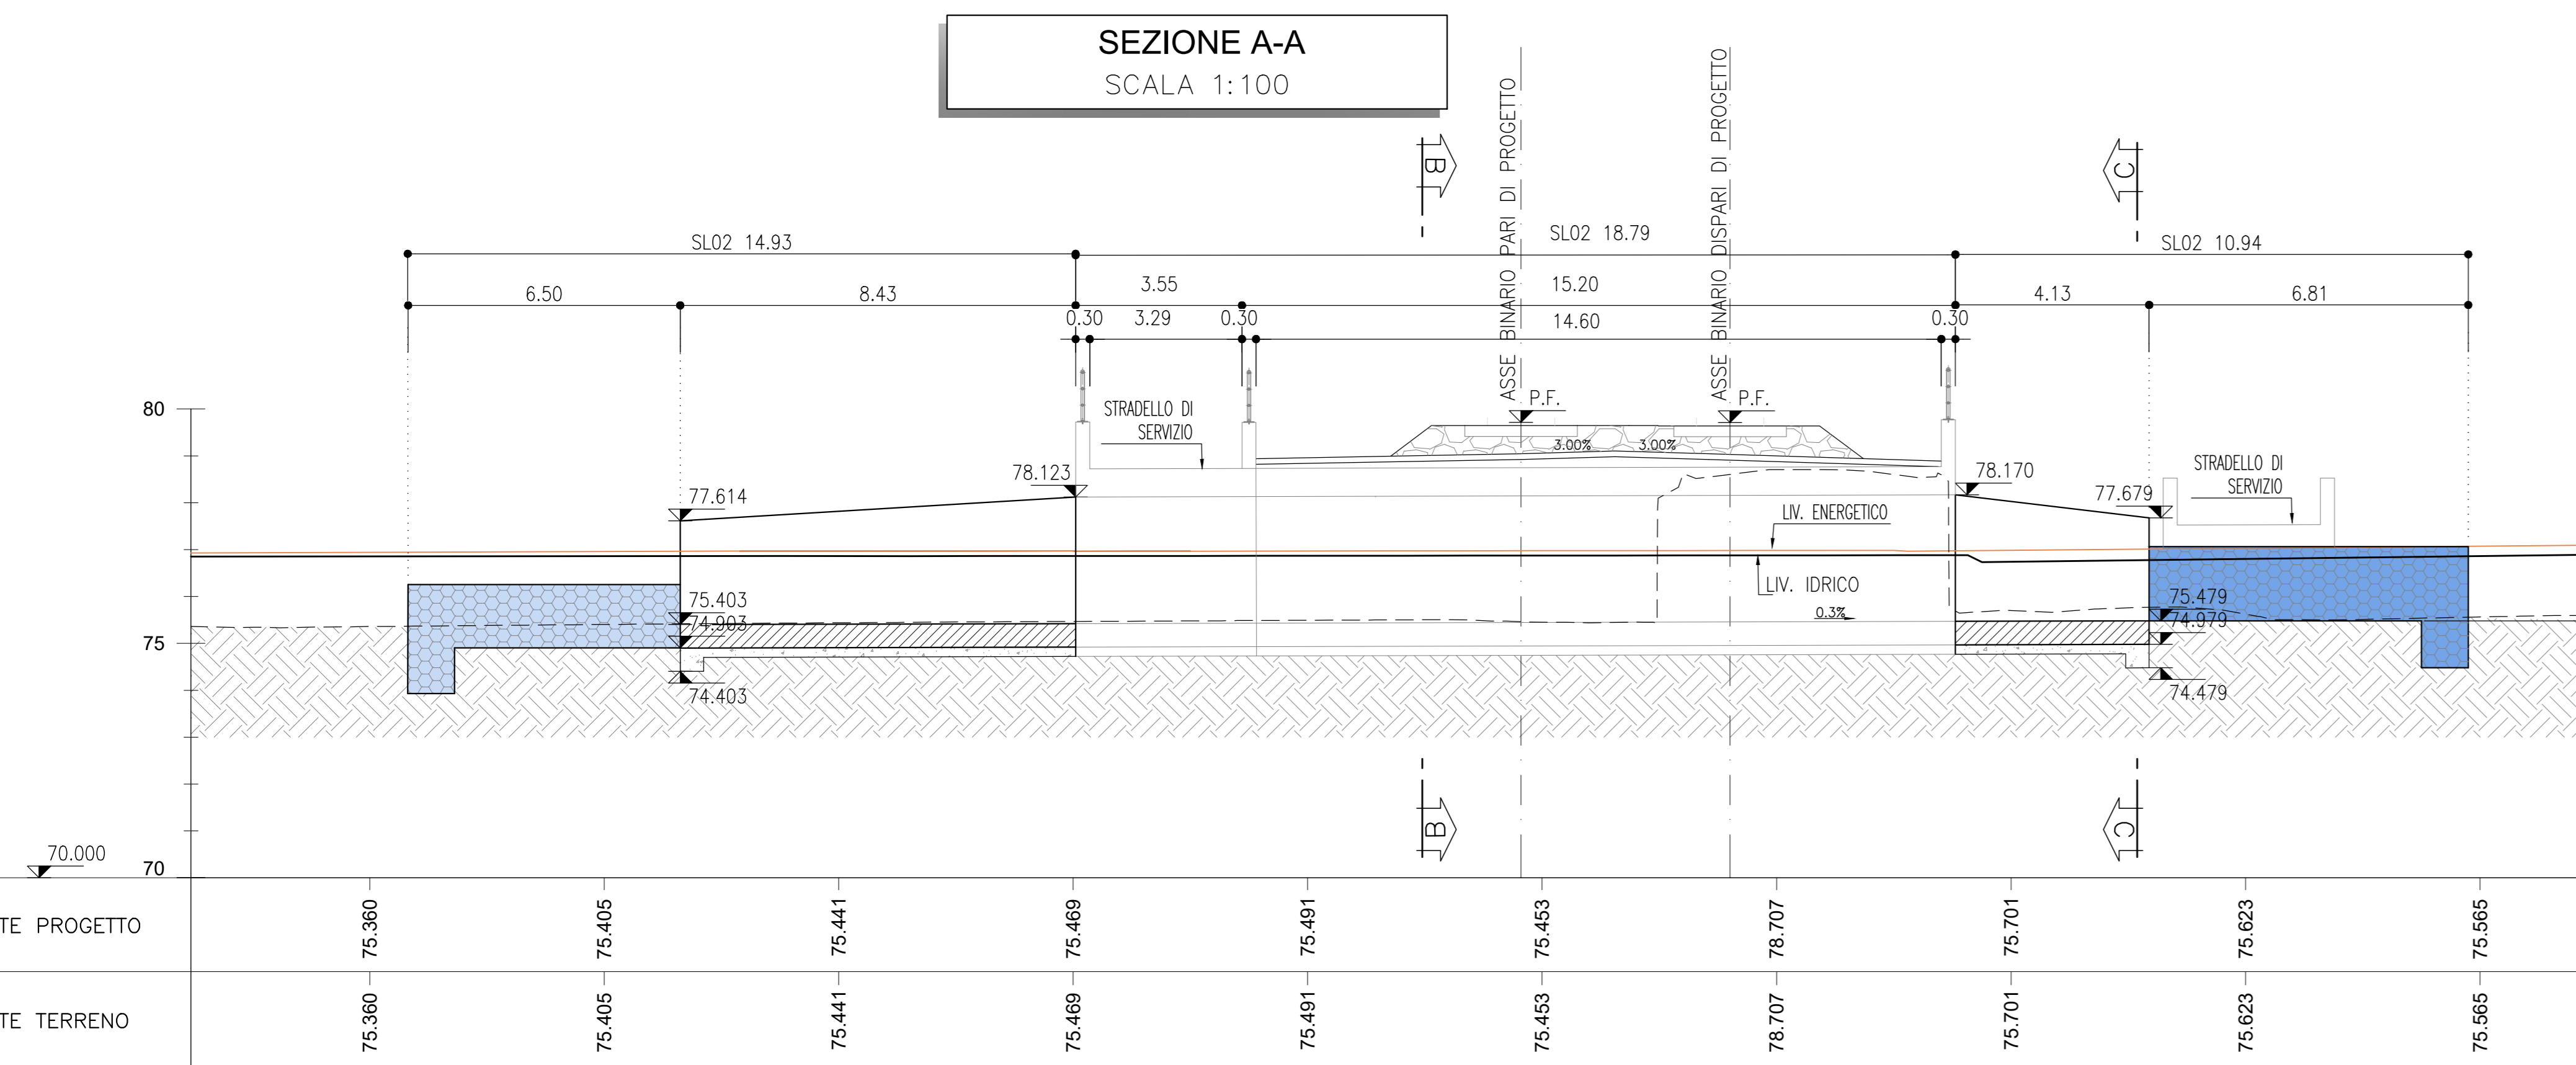 SEZIONE A-A
SCALA 1:100
ASSE BINARIO PARI DI PROGETTO
ASSE BINARIO DISPARI DI PROGETTO
B
C
SL02 14.93
SL02 18.79
SL02 10.94
6.50
8.43
3.55
15.20
4.13
6.81
0.30
3.29
0.30
14.60
0.30
80
STRADELLO DI
SERVIZIO
P.F.
P.F.
3.00%
3.00%
78.123
77.614
78.170
77.679
STRADELLO DI
SERVIZIO
LIV. ENERGETICO
LIV. IDRICO
0.3%
75.403
74.903
74.403
75.479
74.979
74.479
75
B
C
70.000
70
TE PROGETTO
75.360
75.405
75.441
75.469
75.491
75.453
78.707
75.701
75.623
75.565
TE TERRENO
75.360
75.405
75.441
75.469
75.491
75.453
78.707
75.701
75.623
75.565